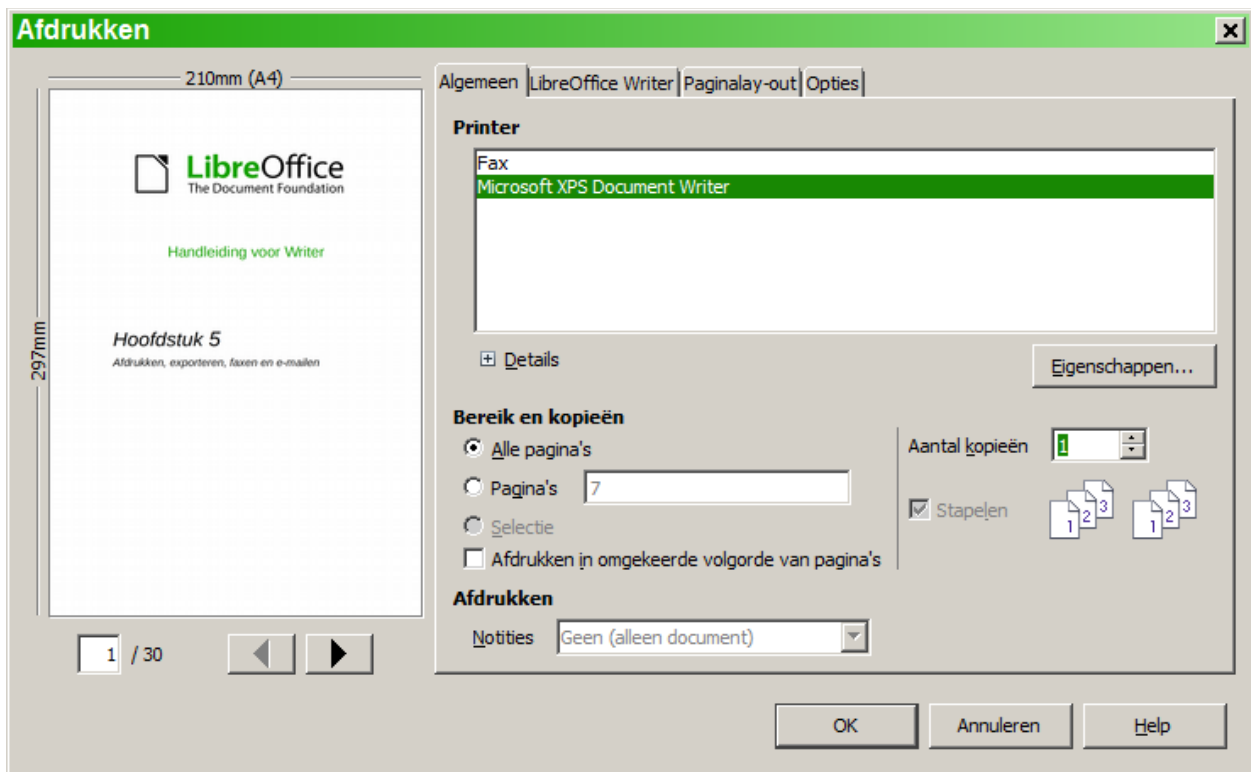 Afdrukken
210mm (A4)
297mm
LibreOffice
The Document Foundation
Handleiding voor Writer
Hoofdstuk 5
Afdrukken, exporteren, faxen en e-mailen
1 / 30
Algemeen LibreOffice Writer Paginalay-out Opties
Printer
Fax
Microsoft XPS Document Writer
Details
Eigenschappen...
Bereik en kopieën
Alle pagina's
Pagina's 7
Selectie
Afdrukken in omgekeerde volgorde van pagina's
Aantal kopieën 1
Stapelen 1 2 3 1 2 3
Afdrukken
Notities Geen (alleen document)
OK Annuleren Help